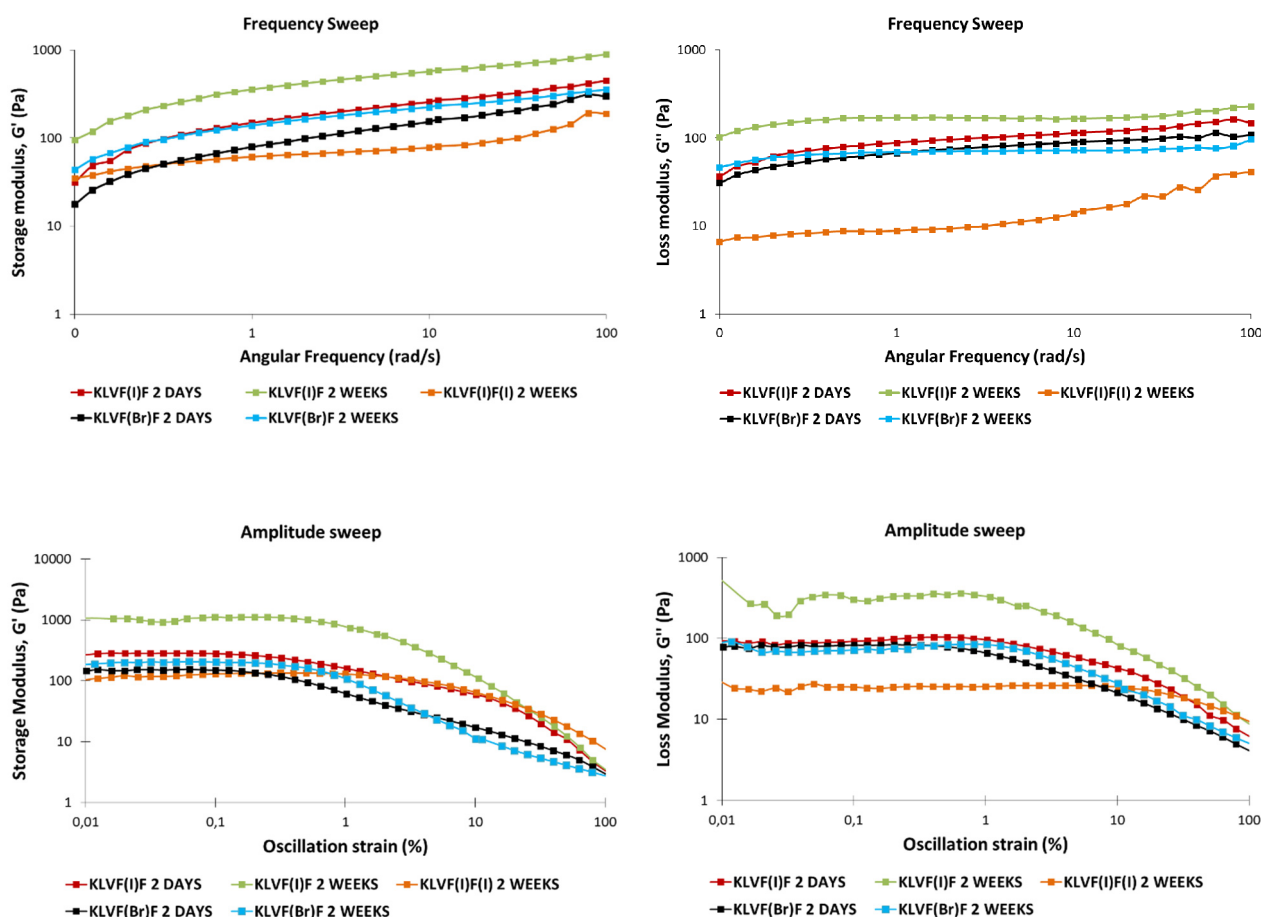 Frequency Sweep
Storage modulus, G' (Pa)
1000
100
10
1
0
1
10
100
Angular Frequency (rad/s)
KLVF(I)F 2 DAYS
KLVF(I)F 2 WEEKS
KLVF(I)F(I) 2 WEEKS
KLVF(Br)F 2 DAYS
KLVF(Br)F 2 WEEKS
Frequency Sweep
Loss modulus, G'' (Pa)
1000
100
10
1
0
1
10
100
Angular Frequency (rad/s)
KLVF(I)F 2 DAYS
KLVF(I)F 2 WEEKS
KLVF(I)F(I) 2 WEEKS
KLVF(Br)F 2 DAYS
KLVF(Br)F 2 WEEKS
Amplitude sweep
Storage Modulus, G' (Pa)
10000
1000
100
10
1
0,01
0,1
1
10
100
Oscillation strain (%)
KLVF(I)F 2 DAYS
KLVF(I)F 2 WEEKS
KLVF(I)F(I) 2 WEEKS
KLVF(Br)F 2 DAYS
KLVF(Br)F 2 WEEKS
Amplitude sweep
Loss Modulus, G'' (Pa)
1000
100
10
1
0,01
0,1
1
10
100
Oscillation strain (%)
KLVF(I)F 2 DAYS
KLVF(I)F 2 WEEKS
KLVF(I)F(I) 2 WEEKS
KLVF(Br)F 2 DAYS
KLVF(Br)F 2 WEEKS